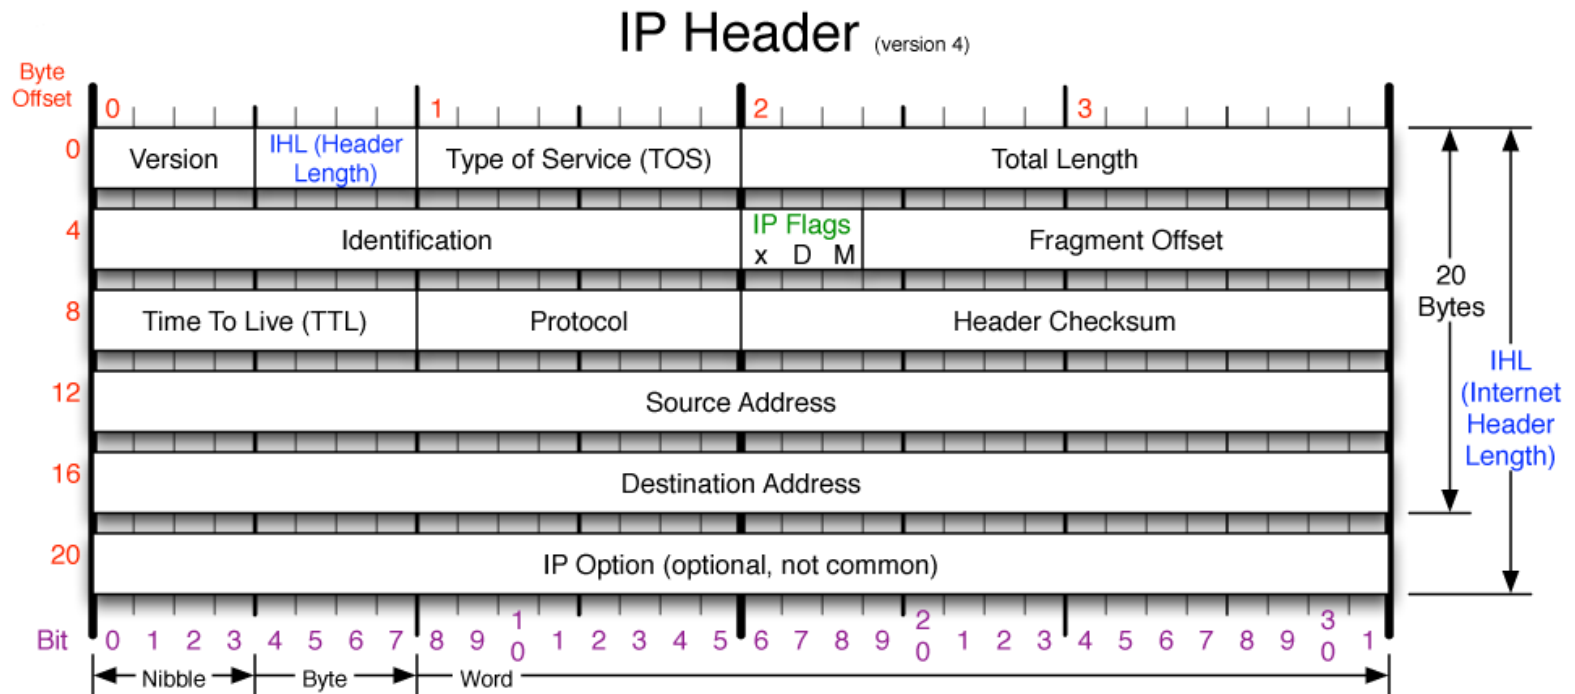 IP Header (version 4)
Byte
Offset
0 1 2 3
0
Version
IHL (Header
Length)
Type of Service (TOS)
Total Length
4
Identification
IP Flags
x D M
Fragment Offset
8
Time To Live (TTL)
Protocol
Header Checksum
12
Source Address
16
Destination Address
20
IP Option (optional, not common)
20
Bytes
IHL
(Internet
Header
Length)
Bit 0 1 2 3 4 5 6 7 8 9 10 1 2 3 4 5 6 7 8 9 20 1 2 3 4 5 6 7 8 9 30 1
Nibble Byte Word